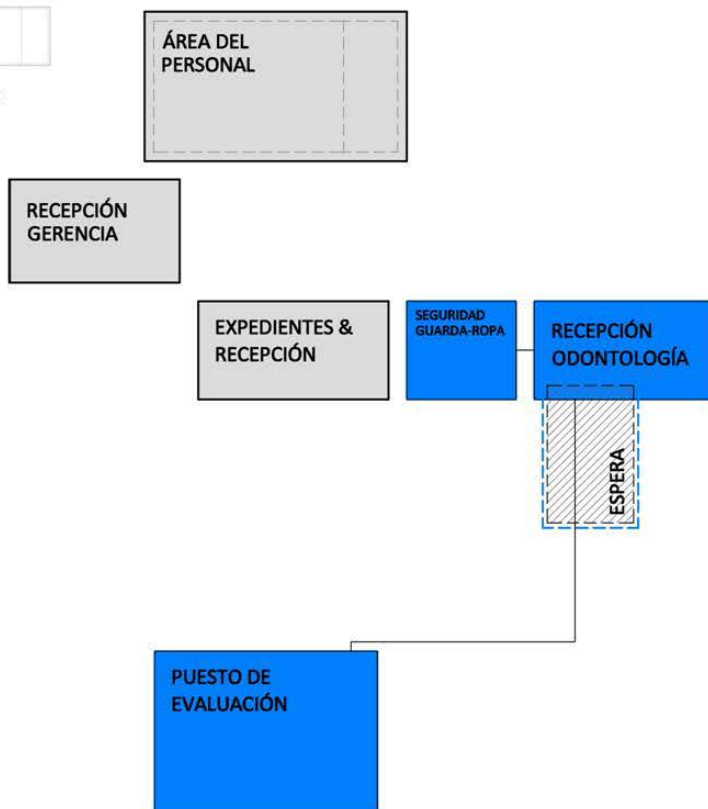 ÁREA DEL
PERSONAL
RECEPCIÓN
GERENCIA
EXPEDIENTES &
RECEPCIÓN
SEGURIDAD
GUARDA-ROPA
RECEPCIÓN
ODONTOLOGÍA
ESPERA
PUESTO DE
EVALUACIÓN